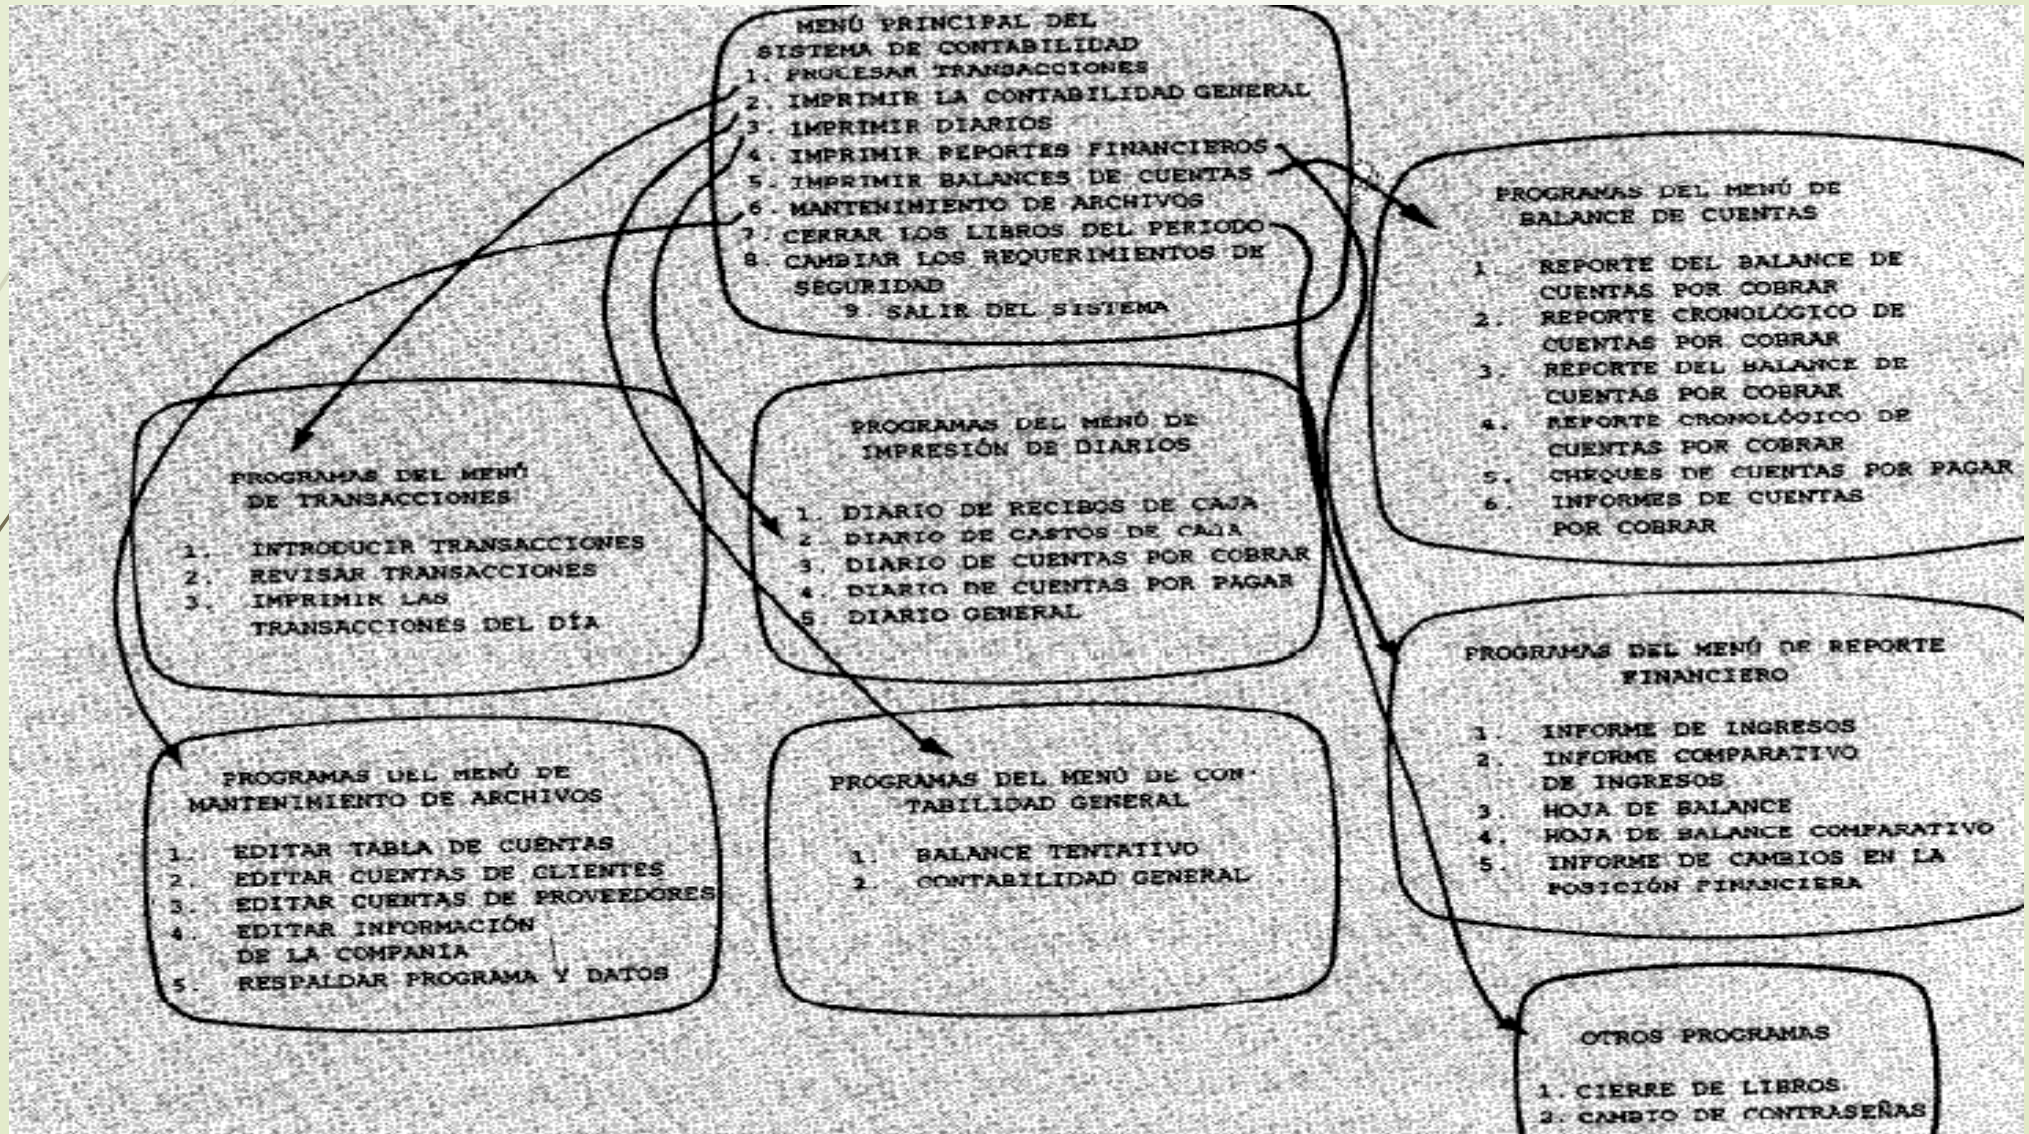 MENÚ PRINCIPAL DEL
SISTEMA DE CONTABILIDAD
1. PROCESAR TRANSACCIONES
2. IMPRIMIR LA CONTABILIDAD GENERAL
3. IMPRIMIR DIARIOS
4. IMPRIMIR REPORTES FINANCIEROS
5. IMPRIMIR BALANCES DE CUENTAS
6. MANTENIMIENTO DE ARCHIVOS
7. CERRAR LOS LIBROS DEL PERIODO
8. CAMBIAR LOS REQUERIMIENTOS DE
SEGURIDAD
9. SALIR DEL SISTEMA
PROGRAMAS DEL MENÚ DE
BALANCE DE CUENTAS
1. REPORTE DEL BALANCE DE
CUENTAS POR COBRAR
2. REPORTE CRONOLÓGICO DE
CUENTAS POR COBRAR
3. REPORTE DEL BALANCE DE
CUENTAS POR COBRAR
4. REPORTE CRONOLÓGICO DE
CUENTAS POR COBRAR
5. CHEQUES DE CUENTAS POR PAGAR
6. INFORMES DE CUENTAS
POR COBRAR
PROGRAMAS DEL MENÚ
DE TRANSACCIONES
1. INTRODUCIR TRANSACCIONES
2. REVISAR TRANSACCIONES
3. IMPRIMIR LAS
TRANSACCIONES DEL DÍA
PROGRAMAS DEL MENÚ DE
IMPRESIÓN DE DIARIOS
1. DIARIO DE RECIBOS DE CAJA
2. DIARIO DE CASTOS DE CAJA
3. DIARIO DE CUENTAS POR COBRAR
4. DIARIO DE CUENTAS POR PAGAR
5. DIARIO GENERAL
PROGRAMAS DEL MENÚ DE REPORTE
FINANCIERO
1. INFORME DE INGRESOS
2. INFORME COMPARATIVO
DE INGRESOS
3. HOJA DE BALANCE
4. HOJA DE BALANCE COMPARATIVO
5. INFORME DE CAMBIOS EN LA
POSICIÓN FINANCIERA
PROGRAMAS DEL MENÚ DE
MANTENIMIENTO DE ARCHIVOS
1. EDITAR TABLA DE CUENTAS
2. EDITAR CUENTAS DE CLIENTES
3. EDITAR CUENTAS DE PROVEEDORES
4. EDITAR INFORMACIÓN
DE LA COMPANÍA
5. RESPALDAR PROGRAMA Y DATOS
PROGRAMAS DEL MENÚ DE CON-
TABILIDAD GENERAL
1. BALANCE TENTATIVO
2. CONTABILIDAD GENERAL
OTROS PROGRAMAS
1. CIERRE DE LIBROS
2. CAMBIO DE CONTRASEÑAS